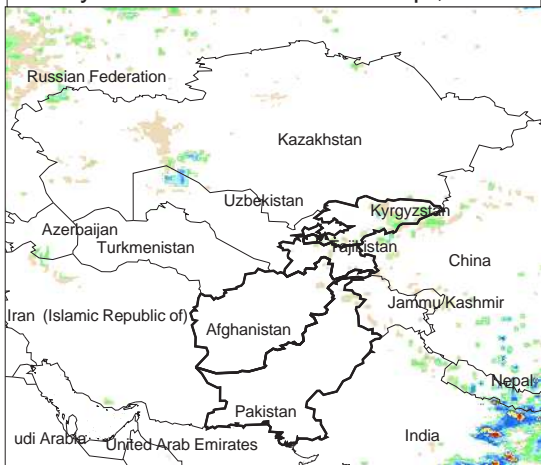 Russian Federation
Kazakhstan
Uzbekistan
Kyrgyzstan
Azerbaijan
Turkmenistan
Tajikistan
China
Jammu/Kashmir
Iran (Islamic Republic of)
Afghanistan
Nepal
Pakistan
udi Arabia
United Arab Emirates
India